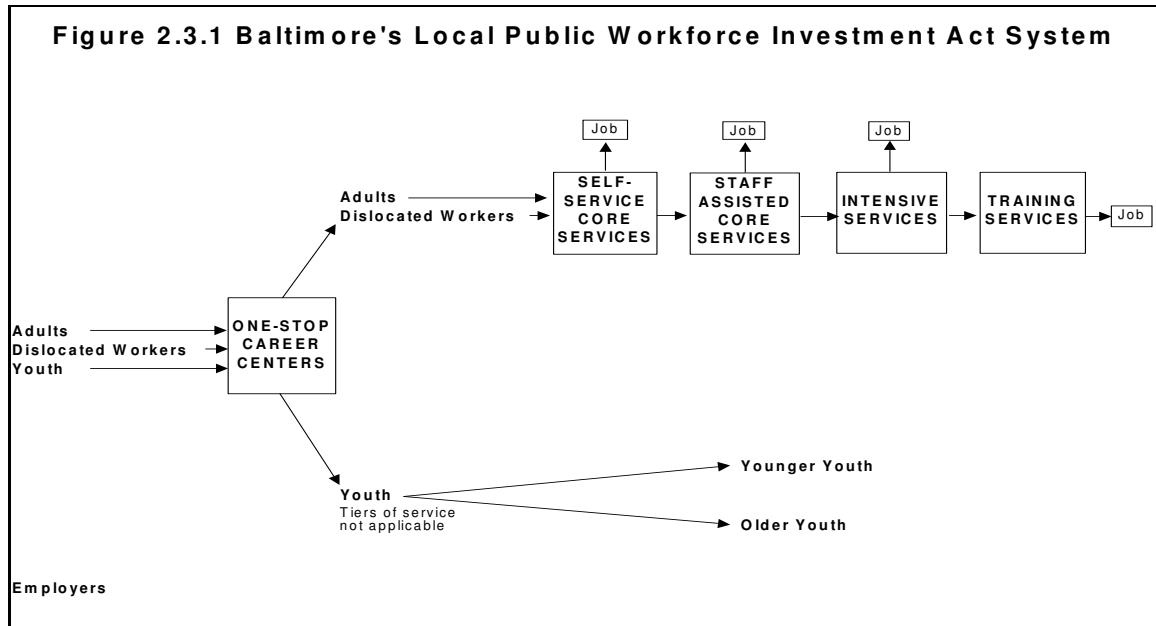 Figure 2.3.1 Baltimore's Local Public Workforce Investment Act System
Job
Job
Job
Adults
Dislocated Workers
SELF-
SERVICE
CORE
SERVICES
STAFF
ASSISTED
CORE
SERVICES
INTENSIVE
SERVICES
TRAINING
SERVICES
Job
Adults
Dislocated Workers
Youth
ONE-STOP
CAREER
CENTERS
Youth
Tiers of service
not applicable
Younger Youth
Older Youth
Employers